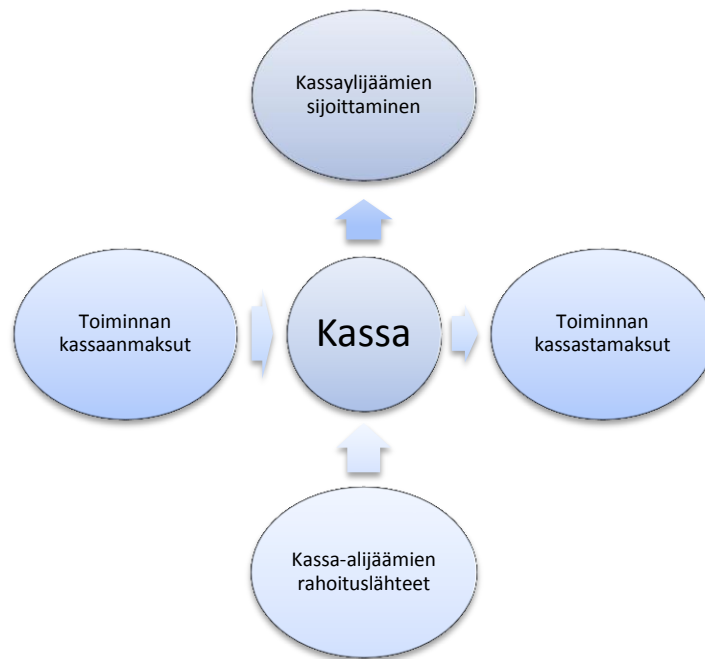 Kassaylijäämien
sijoittaminen
Toiminnan
kassaanmaksut
Kassa
Toiminnan
kassastamaksut
Kassa-alijäämien
rahoituslähteet